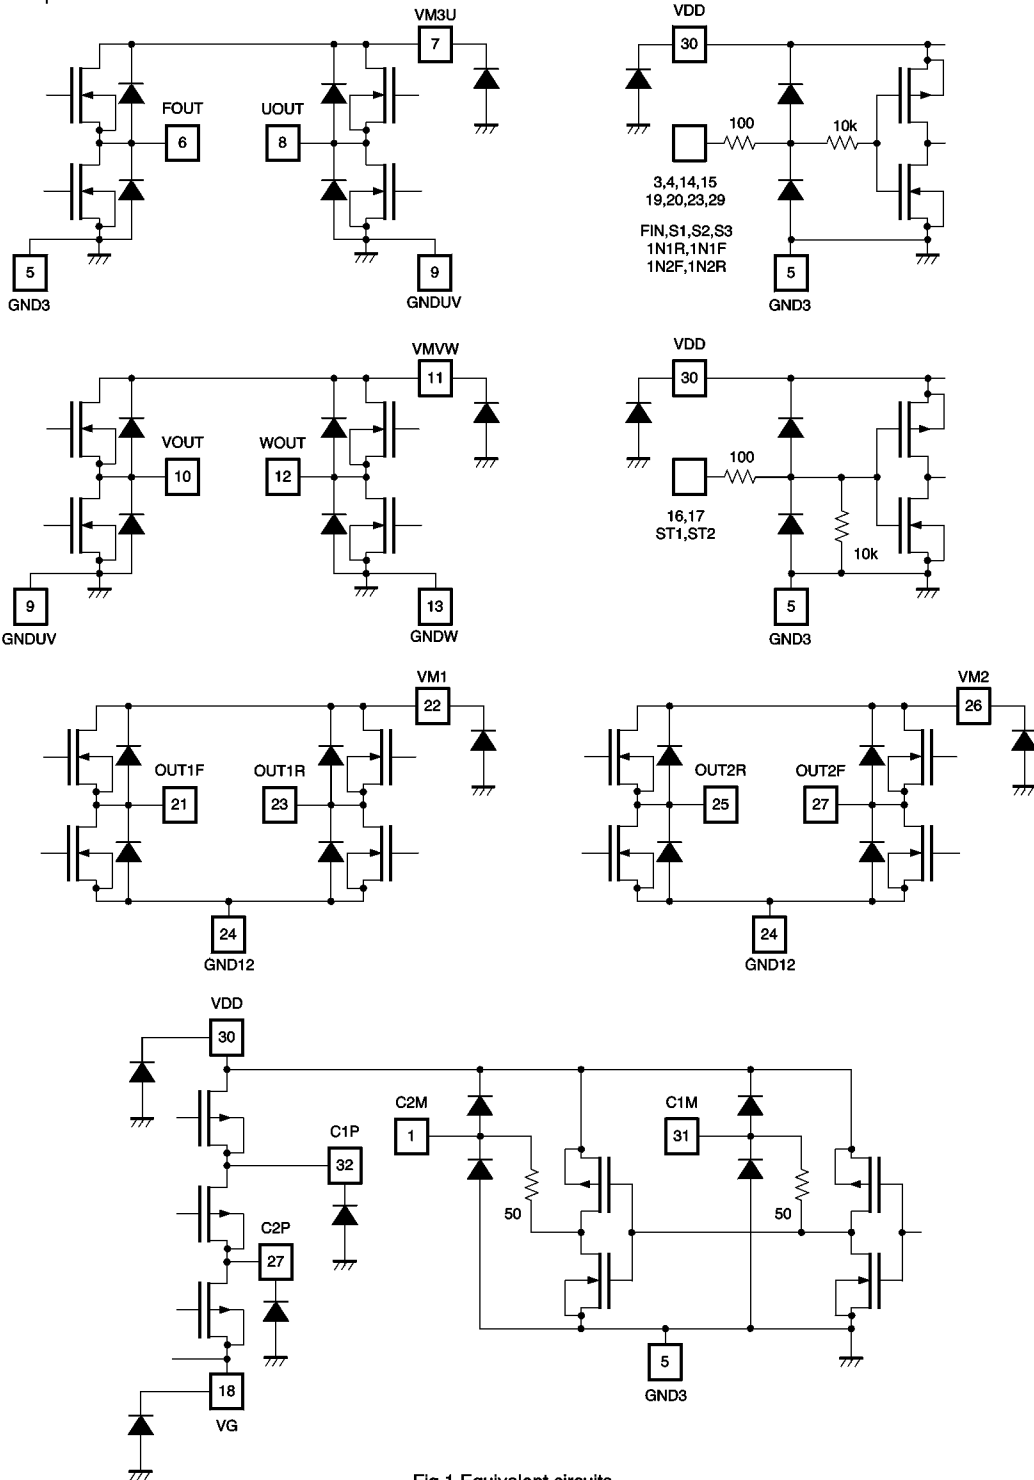 VM3U
7
FOUT
6
UOUT
8
5
GND3
9
GNDUV
VDD
30
100
10k
3,4,14,15
19,20,23,29
FIN,S1,S2,S3
1N1R,1N1F
1N2F,1N2R
5
GND3
VMVW
11
VOUT
10
WOUT
12
9
GNDUV
13
GNDW
VDD
30
100
16,17
ST1,ST2
10k
5
GND3
VM1
22
OUT1F
21
OUT1R
23
24
GND12
VM2
26
OUT2R
25
OUT2F
27
24
GND12
VDD
30
C1P
32
C2P
27
18
VG
C2M
1
50
C1M
31
50
5
GND3
Fig.1 Equivalent circuits